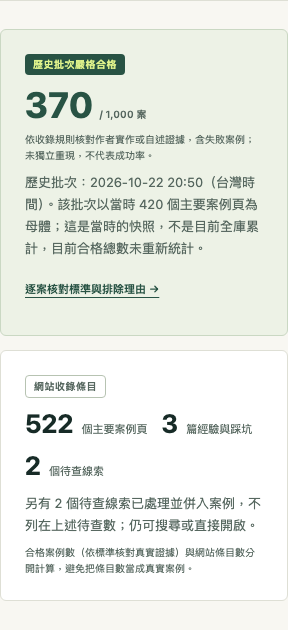 歷史批次嚴格合格
370 / 1,000 案
依收錄規則核對作者實作或自述證據，含失敗案例；
未獨立重現，不代表成功率。
歷史批次：2026-10-22 20:50（台灣時
間）。該批次以當時 420 個主要案例頁為
母體；這是當時的快照，不是目前全庫累
計，目前合格總數未重新統計。
逐案核對標準與排除理由 →
網站收錄條目
522 個主要案例頁 3 篇經驗與踩坑
2 個待查線索
另有 2 個待查線索已處理並併入案例，不
列在上述待查數；仍可搜尋或直接開啟。
合格案例數（依標準核對真實證據）與網站條目數分
開計算，避免把條目數當成真實案例。